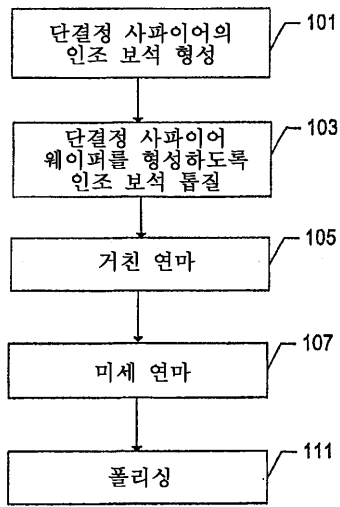 단결정 사파이어의
인조 보석 형성
101
단결정 사파이어
웨이퍼를 형성하도록
인조 보석 톱질
103
거친 연마
105
미세 연마
107
폴리싱
111